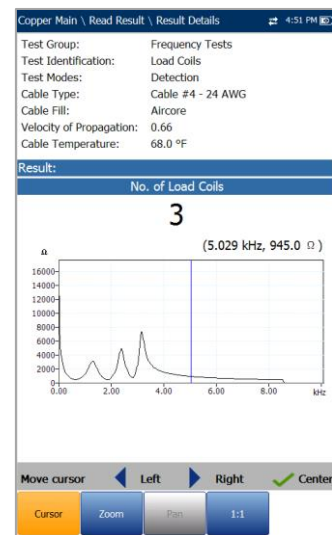 Copper Main \ Read Result \ Result Details 4:51 PM
Test Group: Frequency Tests
Test Identification: Load Coils
Test Modes: Detection
Cable Type: Cable #4 - 24 AWG
Cable Fill: Aircore
Velocity of Propagation: 0.66
Cable Temperature: 68.0 °F
Result:
No. of Load Coils
3
Ω (5.029 kHz, 945.0 Ω)
16000
14000
12000
10000
8000
6000
4000
2000
0
0.00 2.00 4.00 6.00 8.00 kHz
Move cursor Left Right Center
Cursor Zoom Pan 1:1